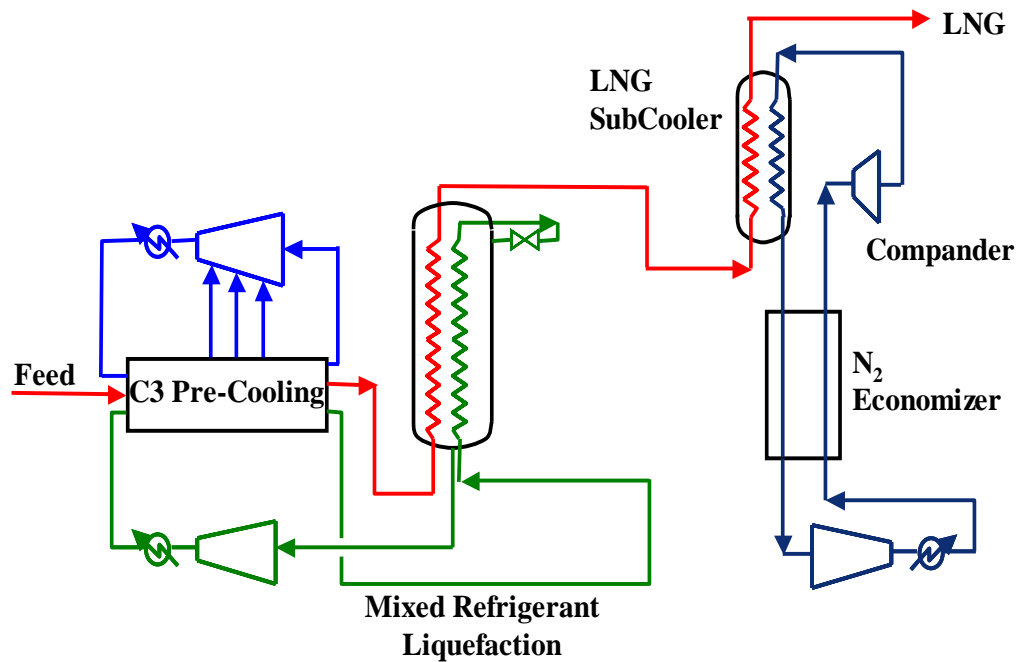 LNG
LNG
SubCooler
Compander
Feed
C3 Pre-Cooling
N₂
Economizer
Mixed Refrigerant
Liquefaction